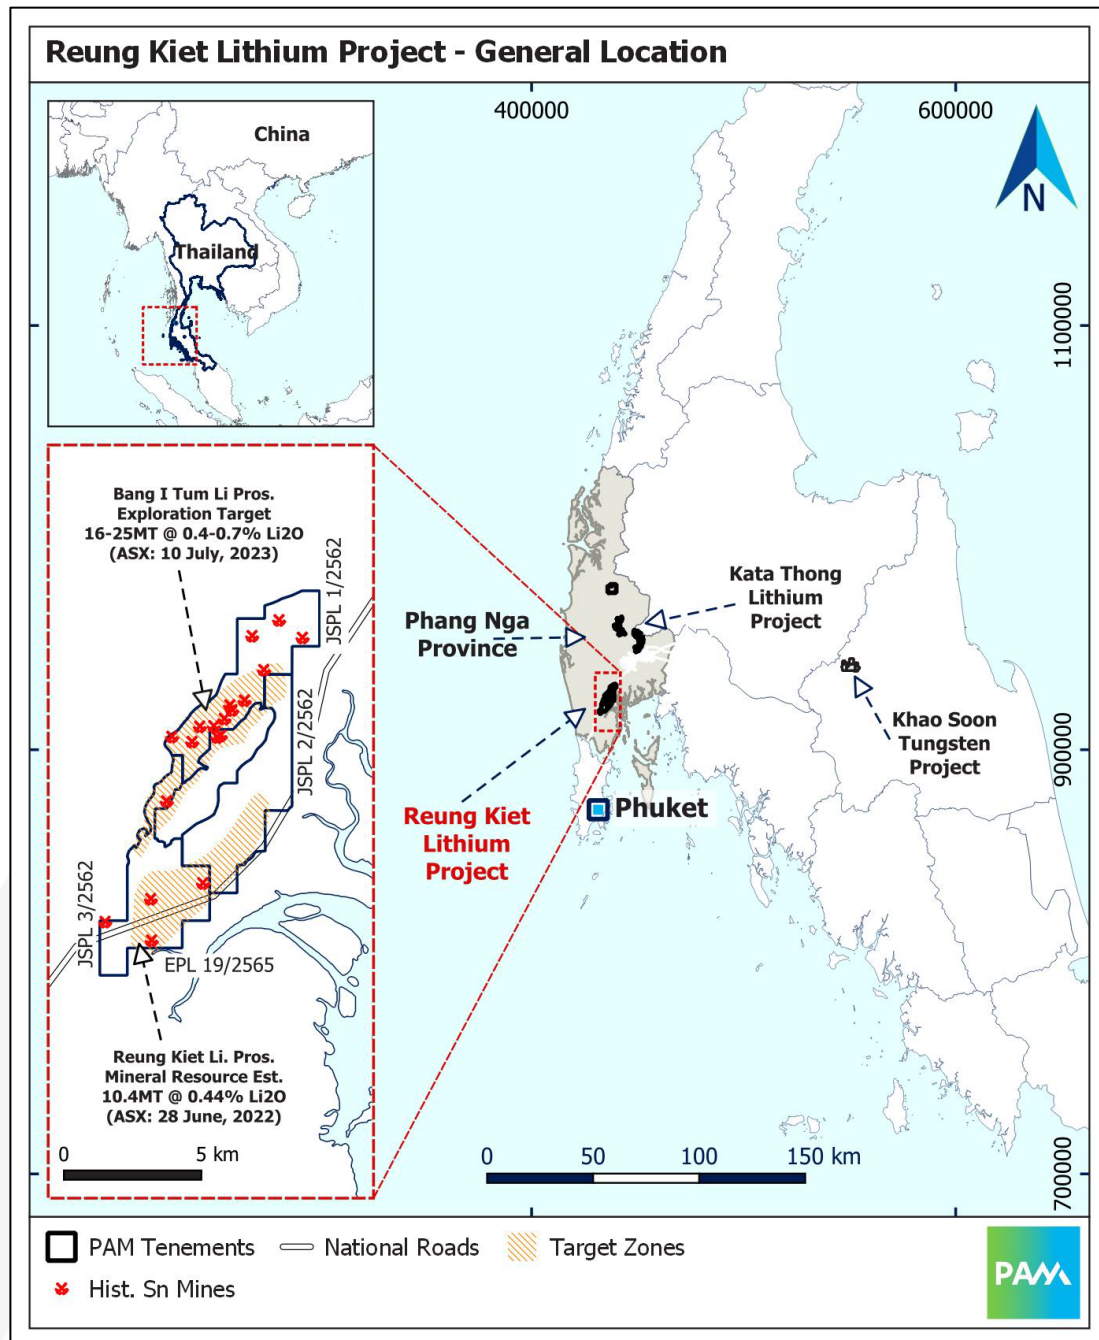 Reung Kiet Lithium Project - General Location
400000
600000
China
Thailand
N
1100000
Bang I Tum Li Pros.
Exploration Target
16-25MT @ 0.4-0.7% Li2O
(ASX: 10 July, 2023)
JSPL 1/2562
JSPL 2/2562
JSPL 3/2562
EPL 19/2565
Reung Kiet Li. Pros.
Mineral Resource Est.
10.4MT @ 0.44% Li2O
(ASX: 28 June, 2022)
0
5 km
Phang Nga
Province
Kata Thong
Lithium
Project
Khao Soon
Tungsten
Project
900000
Reung Kiet
Lithium
Project
Phuket
0
50
100
150 km
700000
PAM Tenements
National Roads
Target Zones
Hist. Sn Mines
PAM